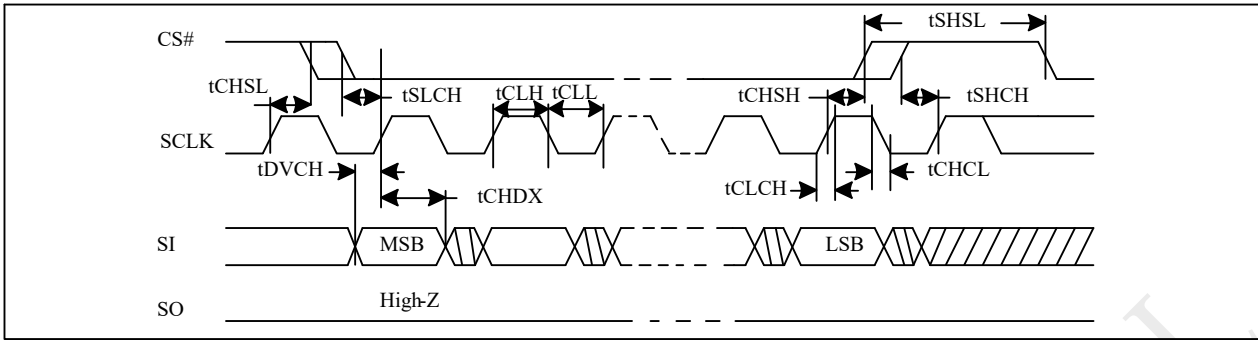 tSHSL
CS#
tCHSL
tSLCH
tCLH
tCLL
tCHSH
tSHCH
SCLK
tDVCH
tCHDX
tCLCH
tCHCL
SI
MSB
LSB
SO
High-Z